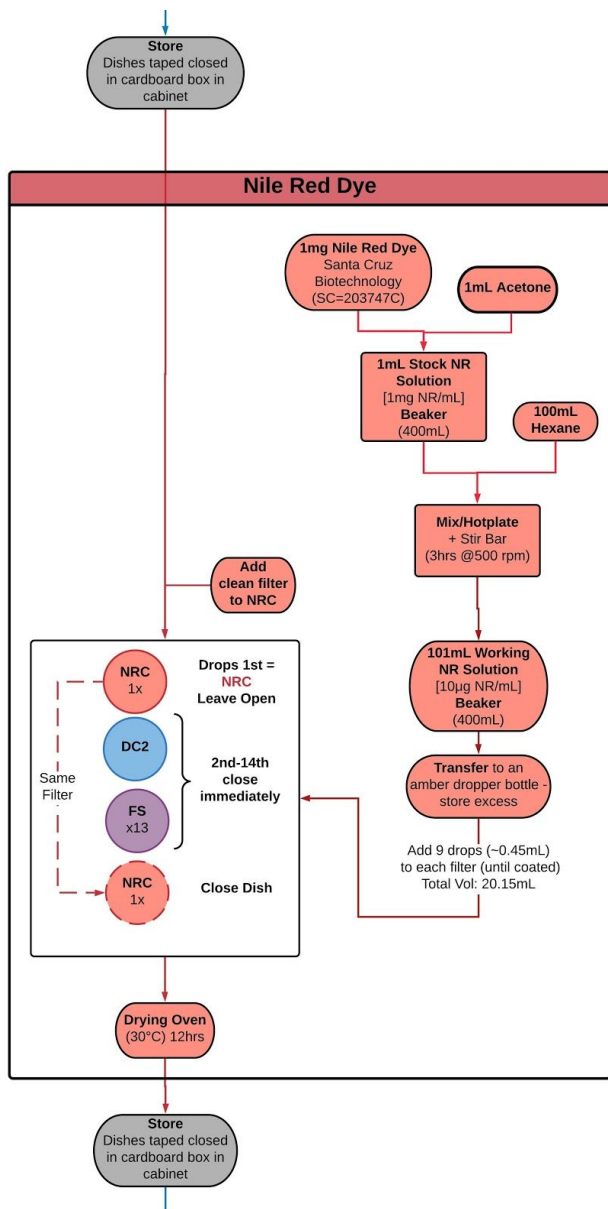 Store
Dishes taped closed
in cardboard box in
cabinet
Nile Red Dye
1mg Nile Red Dye
Santa Cruz
Biotechnology
(SC=203747C)
1mL Acetone
1mL Stock NR
Solution
[1mg NR/mL]
Beaker
(400mL)
100mL
Hexane
Mix/Hotplate
+ Stir Bar
(3hrs @500 rpm)
Add
clean filter
to NRC
101mL Working
NR Solution
[10µg NR/mL]
Beaker
(400mL)
Transfer to an
amber dropper bottle -
store excess
Add 9 drops (~0.45mL)
to each filter (until coated)
Total Vol: 20.15mL
NRC
1x
Drops 1st =
NRC
Leave Open
DC2
2nd-14th
close
immediately
Same
Filter
FS
x13
NRC
1x
Close Dish
Drying Oven
(30°C) 12hrs
Store
Dishes taped closed
in cardboard box in
cabinet